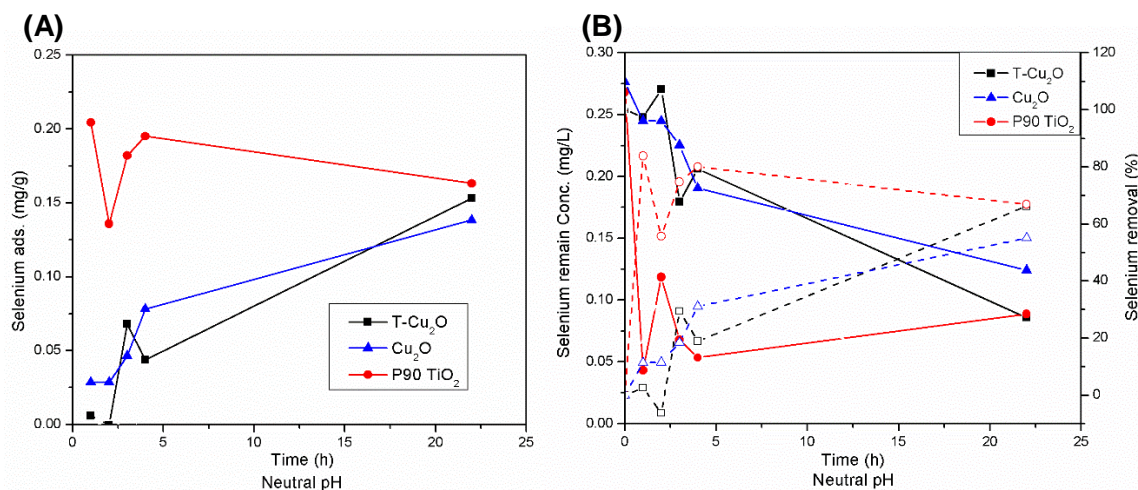 (A)
0.25
0.20
0.15
0.10
0.05
0.00
Selenium ads. (mg/g)
T-Cu₂O
Cu₂O
P90 TiO₂
0 5 10 15 20 25
Time (h)
Neutral pH
(B)
0.30
0.25
0.20
0.15
0.10
0.05
0.00
Selenium remain Conc. (mg/L)
T-Cu₂O
Cu₂O
P90 TiO₂
120
100
80
60
40
20
0
Selenium removal (%)
0 5 10 15 20 25
Time (h)
Neutral pH